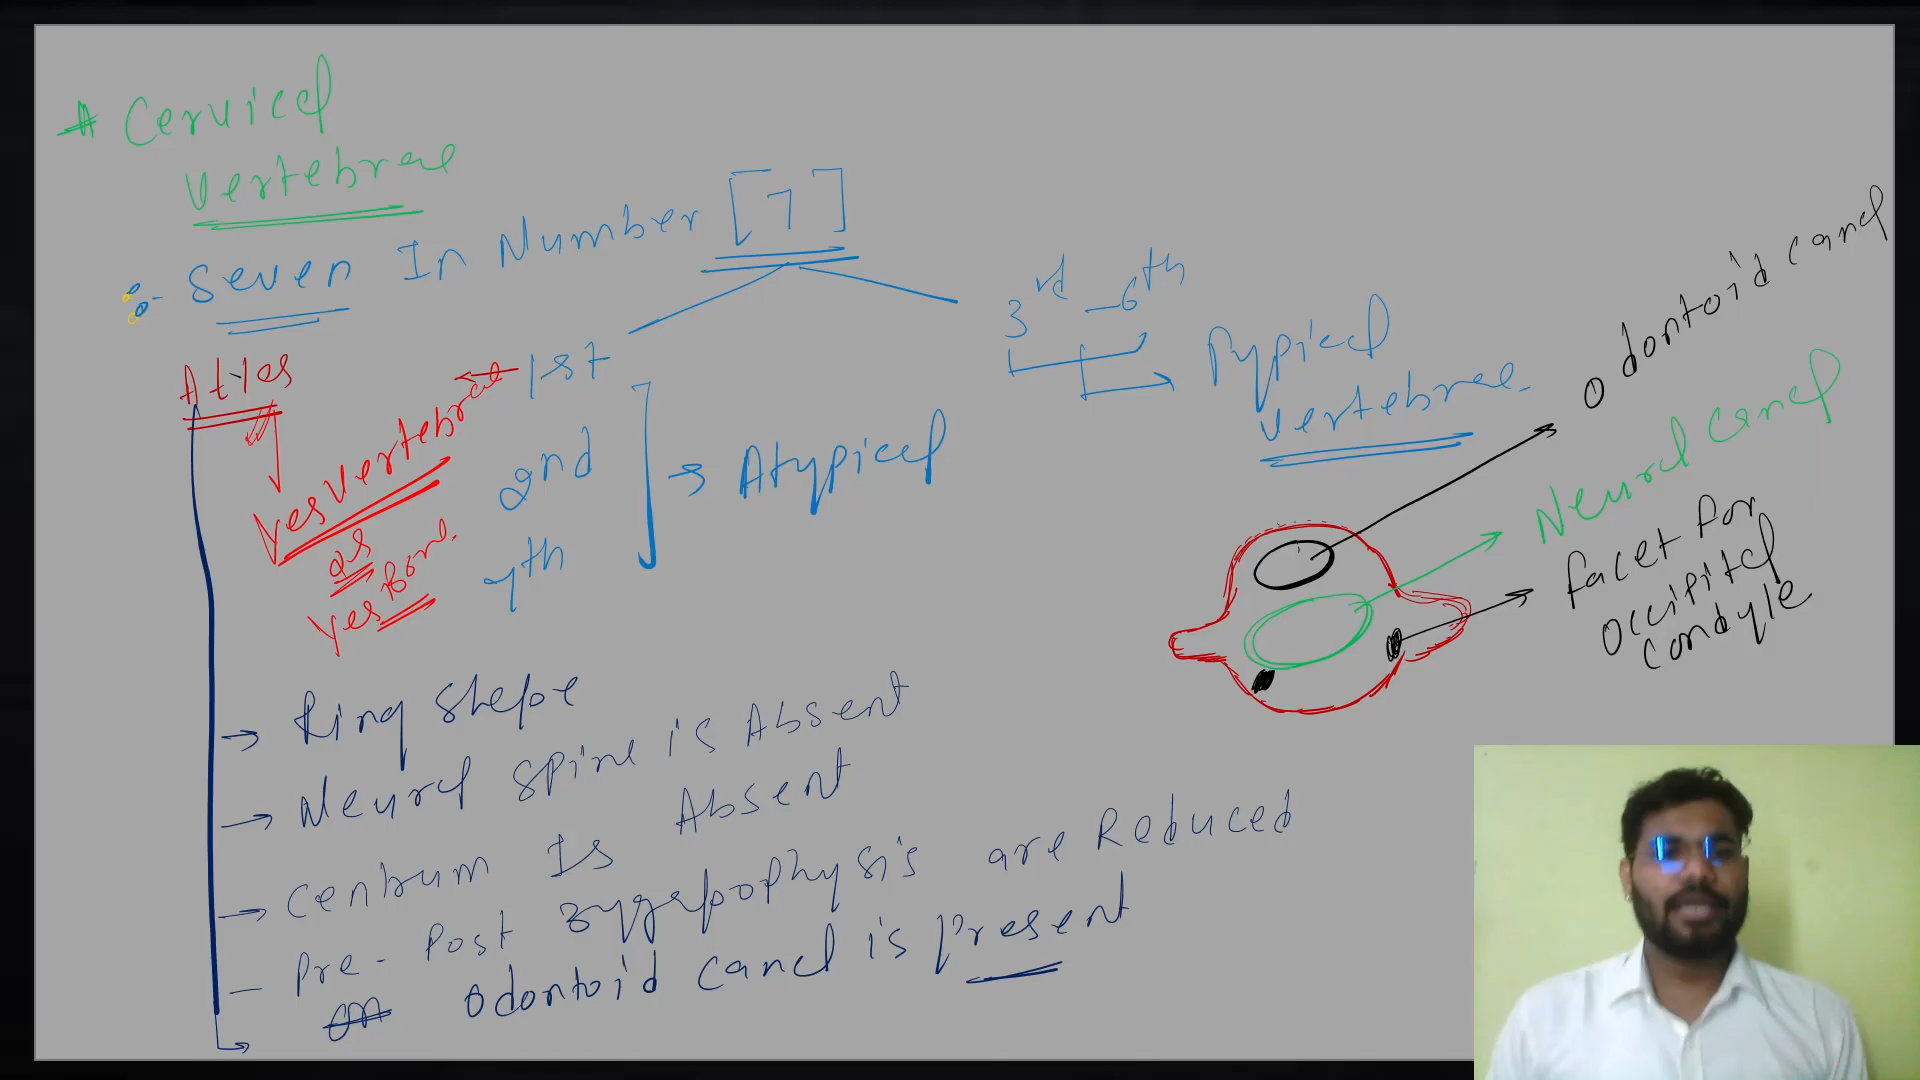 # Cervical
Vertebrae
Seven In Number [7]
Atlas
1st
2nd
7th
Atypical
3rd - 6th
Typical
Vertebrae.
Yes Vertebrae
as
Yes Bone.
Odontoid canal
Neural canal
Facet for
Occipital
condyle
→ Ring Shape
→ Neural Spine is Absent
→ Centrum Is Absent
- Pre - Post Zygapophysis are Reduced
Odontoid canal is Present